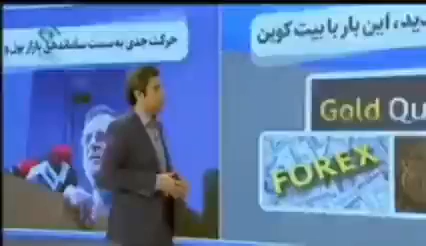 دید، این بار با بیت کوین
حرکت جدی به سمت ساماندهی بازار پول و
Gold Qu
FOREX